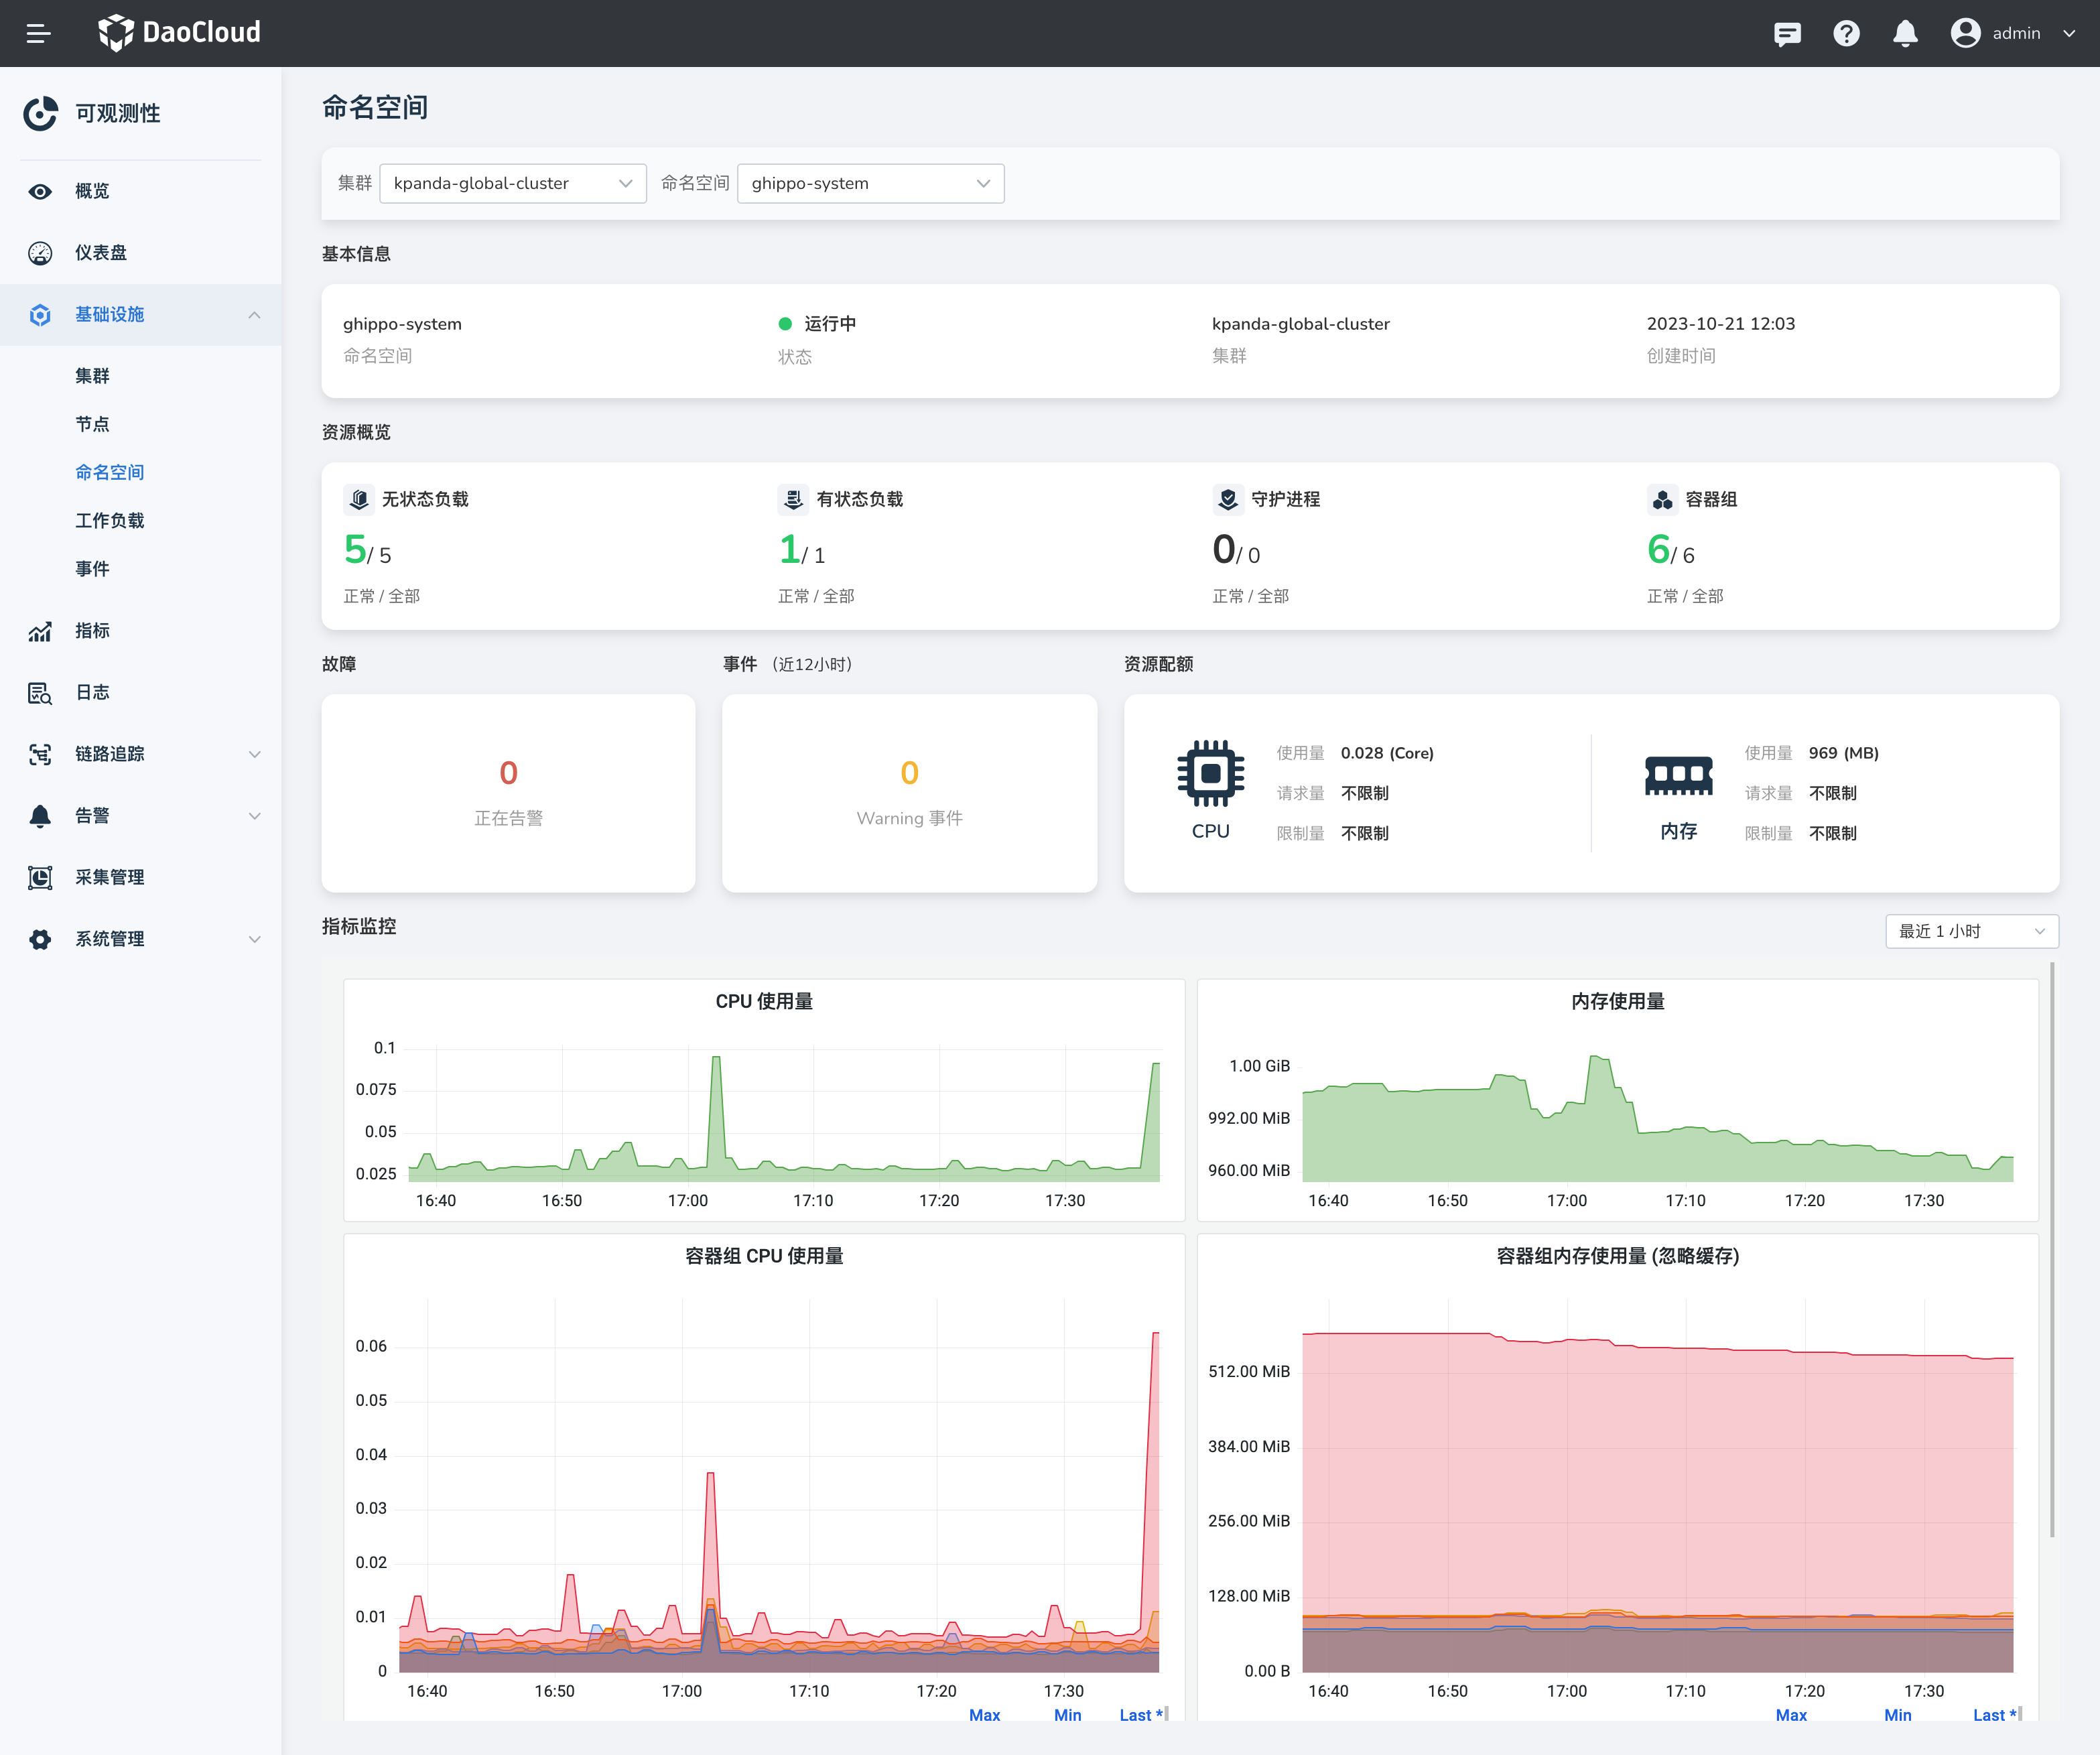 DaoCloud
admin
可观测性
概览
仪表盘
基础设施
集群
节点
命名空间
工作负载
事件
指标
日志
链路追踪
告警
采集管理
系统管理
命名空间
集群 kpanda-global-cluster 命名空间 ghippo-system
基本信息
ghippo-system 运行中 kpanda-global-cluster 2023-10-21 12:03
命名空间 状态 集群 创建时间
资源概览
无状态负载 有状态负载 守护进程 容器组
5/ 5 1/ 1 0/ 0 6/ 6
正常 / 全部 正常 / 全部 正常 / 全部 正常 / 全部
故障 事件 （近12小时） 资源配额
0
正在告警
0
Warning 事件
CPU
使用量 0.028 (Core)
请求量 不限制
限制量 不限制
内存
使用量 969 (MB)
请求量 不限制
限制量 不限制
指标监控 最近 1 小时
CPU 使用量
0.1
0.075
0.05
0.025
16:40 16:50 17:00 17:10 17:20 17:30
内存使用量
1.00 GiB
992.00 MiB
960.00 MiB
16:40 16:50 17:00 17:10 17:20 17:30
容器组 CPU 使用量
0.06
0.05
0.04
0.03
0.02
0.01
0
16:40 16:50 17:00 17:10 17:20 17:30
Max Min Last *
容器组内存使用量 (忽略缓存)
512.00 MiB
384.00 MiB
256.00 MiB
128.00 MiB
0.00 B
16:40 16:50 17:00 17:10 17:20 17:30
Max Min Last *